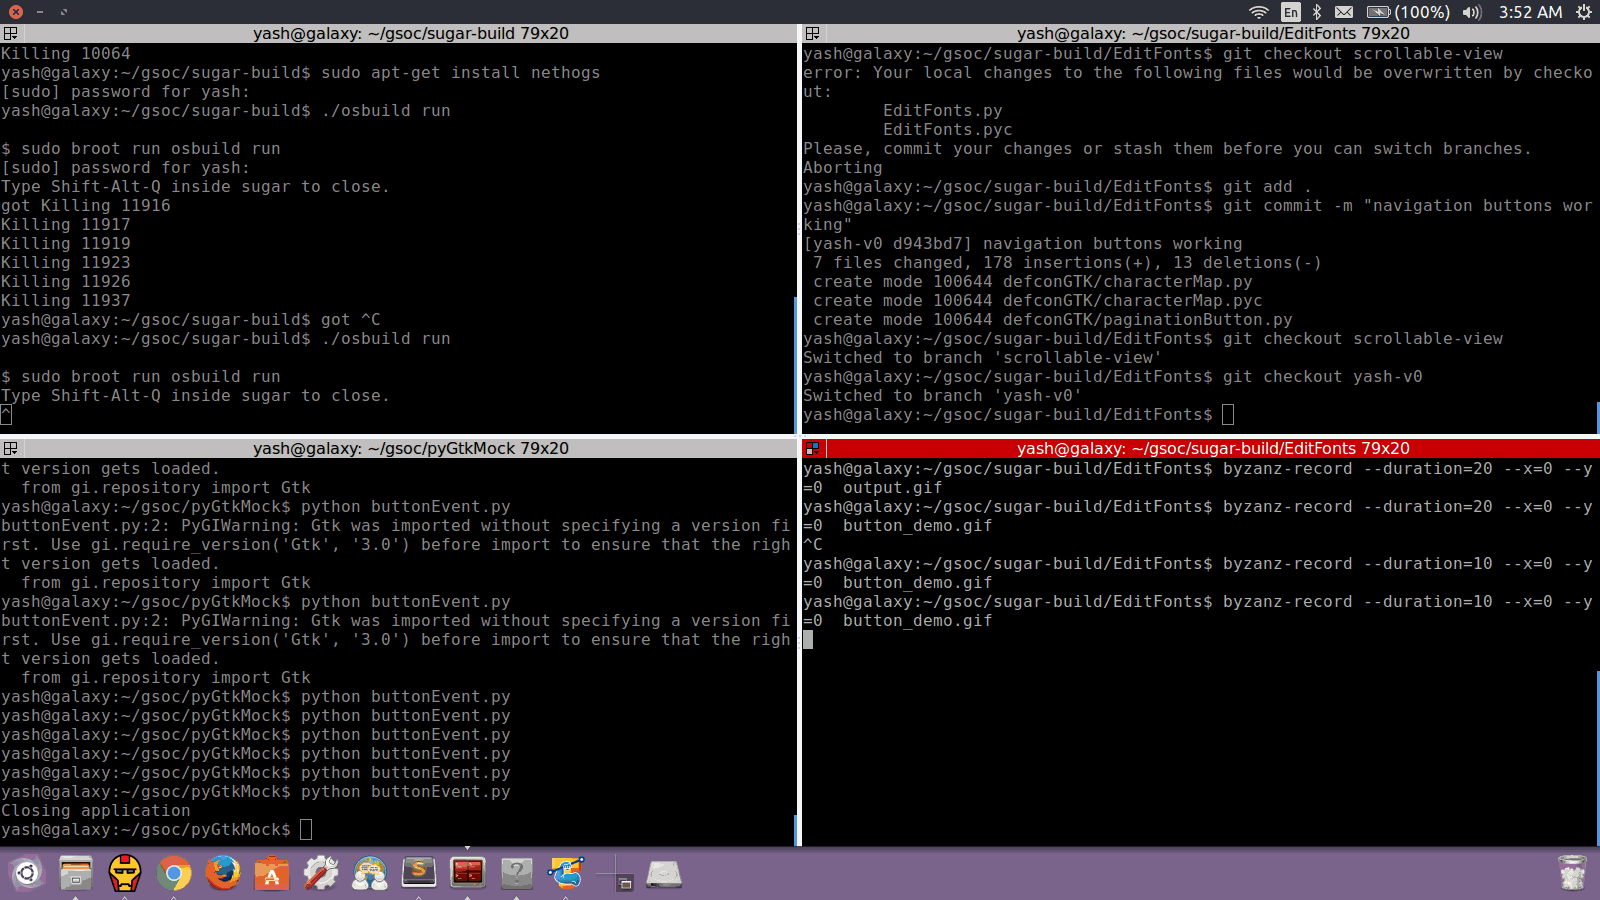 En
(100%)
3:52 AM
yash@galaxy: ~/gsoc/sugar-build 79x20
Killing 10064
yash@galaxy:~/gsoc/sugar-build$ sudo apt-get install nethogs
[sudo] password for yash:
yash@galaxy:~/gsoc/sugar-build$ ./osbuild run
$ sudo broot run osbuild run
[sudo] password for yash:
Type Shift-Alt-Q inside sugar to close.
got Killing 11916
Killing 11917
Killing 11919
Killing 11923
Killing 11926
Killing 11937
yash@galaxy:~/gsoc/sugar-build$ got ^C
yash@galaxy:~/gsoc/sugar-build$ ./osbuild run
$ sudo broot run osbuild run
Type Shift-Alt-Q inside sugar to close.
^
yash@galaxy: ~/gsoc/sugar-build/EditFonts 79x20
yash@galaxy:~/gsoc/sugar-build/EditFonts$ git checkout scrollable-view
error: Your local changes to the following files would be overwritten by checko
ut:
EditFonts.py
EditFonts.pyc
Please, commit your changes or stash them before you can switch branches.
Aborting
yash@galaxy:~/gsoc/sugar-build/EditFonts$ git add .
yash@galaxy:~/gsoc/sugar-build/EditFonts$ git commit -m "navigation buttons wor
king"
[yash-v0 d943bd7] navigation buttons working
7 files changed, 178 insertions(+), 13 deletions(-)
create mode 100644 defconGTK/characterMap.py
create mode 100644 defconGTK/characterMap.pyc
create mode 100644 defconGTK/paginationButton.py
yash@galaxy:~/gsoc/sugar-build/EditFonts$ git checkout scrollable-view
Switched to branch 'scrollable-view'
yash@galaxy:~/gsoc/sugar-build/EditFonts$ git checkout yash-v0
Switched to branch 'yash-v0'
yash@galaxy:~/gsoc/sugar-build/EditFonts$
yash@galaxy: ~/gsoc/pyGtkMock 79x20
t version gets loaded.
from gi.repository import Gtk
yash@galaxy:~/gsoc/pyGtkMock$ python buttonEvent.py
buttonEvent.py:2: PyGIWarning: Gtk was imported without specifying a version fi
rst. Use gi.require_version('Gtk', '3.0') before import to ensure that the righ
t version gets loaded.
from gi.repository import Gtk
yash@galaxy:~/gsoc/pyGtkMock$ python buttonEvent.py
buttonEvent.py:2: PyGIWarning: Gtk was imported without specifying a version fi
rst. Use gi.require_version('Gtk', '3.0') before import to ensure that the righ
t version gets loaded.
from gi.repository import Gtk
yash@galaxy:~/gsoc/pyGtkMock$ python buttonEvent.py
yash@galaxy:~/gsoc/pyGtkMock$ python buttonEvent.py
yash@galaxy:~/gsoc/pyGtkMock$ python buttonEvent.py
yash@galaxy:~/gsoc/pyGtkMock$ python buttonEvent.py
yash@galaxy:~/gsoc/pyGtkMock$ python buttonEvent.py
yash@galaxy:~/gsoc/pyGtkMock$ python buttonEvent.py
Closing application
yash@galaxy:~/gsoc/pyGtkMock$
yash@galaxy: ~/gsoc/sugar-build/EditFonts 79x20
yash@galaxy:~/gsoc/sugar-build/EditFonts$ byzanz-record --duration=20 --x=0 --y
=0  output.gif
yash@galaxy:~/gsoc/sugar-build/EditFonts$ byzanz-record --duration=20 --x=0 --y
=0  button_demo.gif
^C
yash@galaxy:~/gsoc/sugar-build/EditFonts$ byzanz-record --duration=10 --x=0 --y
=0  button_demo.gif
yash@galaxy:~/gsoc/sugar-build/EditFonts$ byzanz-record --duration=10 --x=0 --y
=0  button_demo.gif